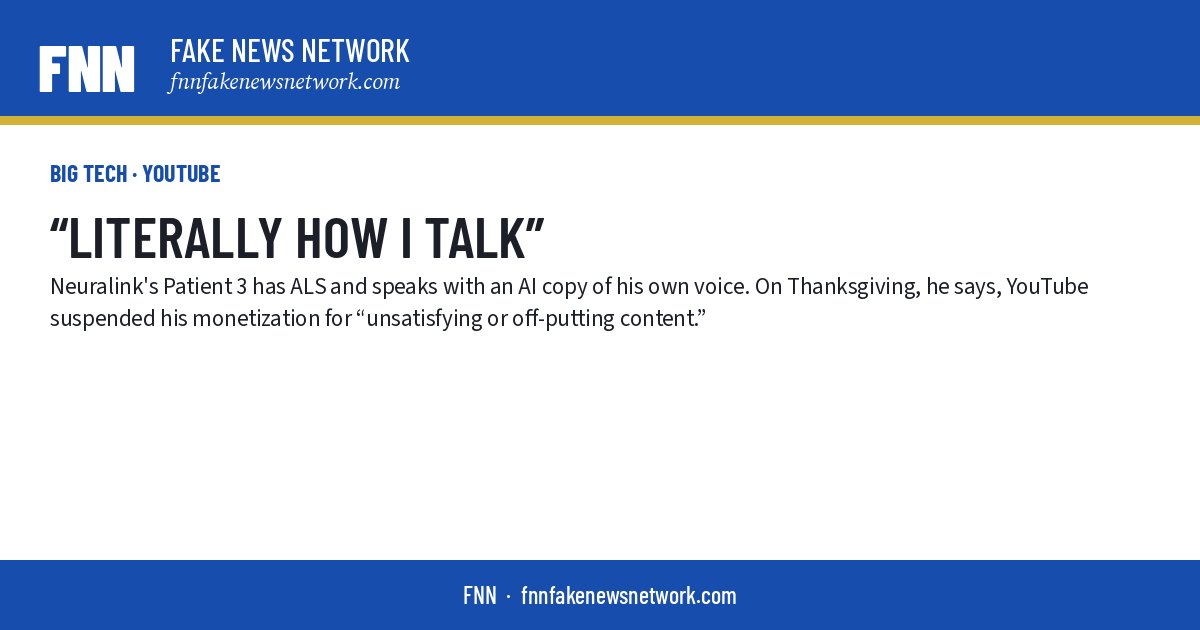 FNN
FAKE NEWS NETWORK
fnnfakenewsnetwork.com
BIG TECH · YOUTUBE
“LITERALLY HOW I TALK”
Neuralink's Patient 3 has ALS and speaks with an AI copy of his own voice. On Thanksgiving, he says, YouTube
suspended his monetization for “unsatisfying or off-putting content.”
FNN · fnnfakenewsnetwork.com